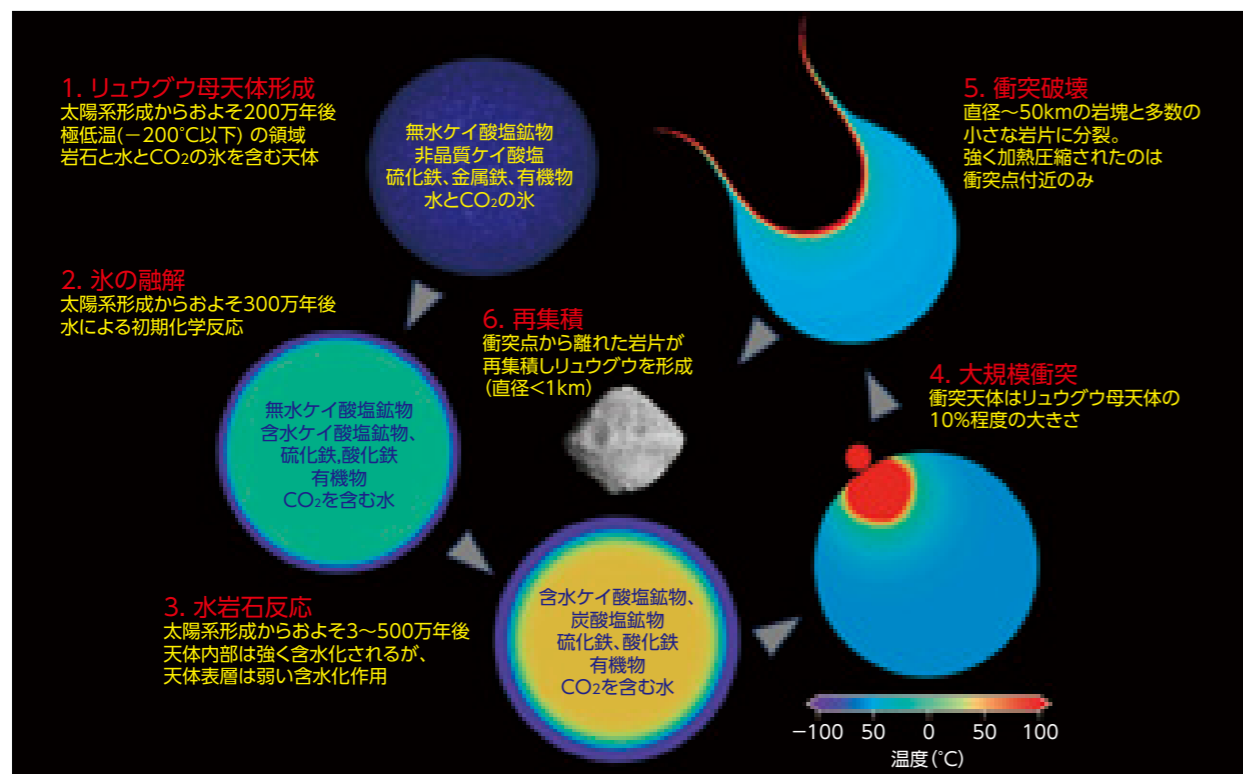 1. リュウグウ母天体形成
太陽系形成からおよそ200万年後
極低温(−200℃以下) の領域
岩石と水とCO₂の氷を含む天体
無水ケイ酸塩鉱物
非晶質ケイ酸塩
硫化鉄、金属鉄、有機物
水とCO₂の氷
2. 氷の融解
太陽系形成からおよそ300万年後
水による初期化学反応
無水ケイ酸塩鉱物
含水ケイ酸塩鉱物、
硫化鉄,酸化鉄
有機物
CO₂を含む水
3. 水岩石反応
太陽系形成からおよそ3〜500万年後
天体内部は強く含水化されるが、
天体表層は弱い含水化作用
含水ケイ酸塩鉱物、
炭酸塩鉱物
硫化鉄、酸化鉄
有機物
CO₂を含む水
4. 大規模衝突
衝突天体はリュウグウ母天体の
10%程度の大きさ
5. 衝突破壊
直径〜50kmの岩塊と多数の
小さな岩片に分裂。
強く加熱圧縮されたのは
衝突点付近のみ
6. 再集積
衝突点から離れた岩片が
再集積しリュウグウを形成
(直径<1km)
−100 50 0 50 100
温度(℃)